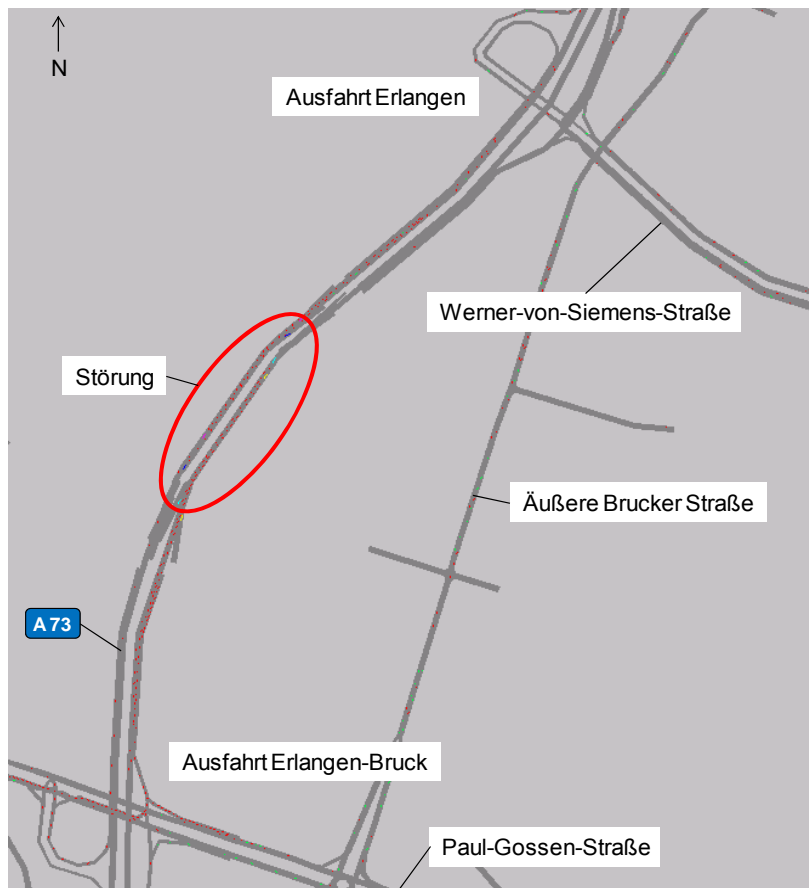 N
Ausfahrt Erlangen
Werner-von-Siemens-Straße
Störung
Äußere Brucker Straße
A 73
Ausfahrt Erlangen-Bruck
Paul-Gossen-Straße